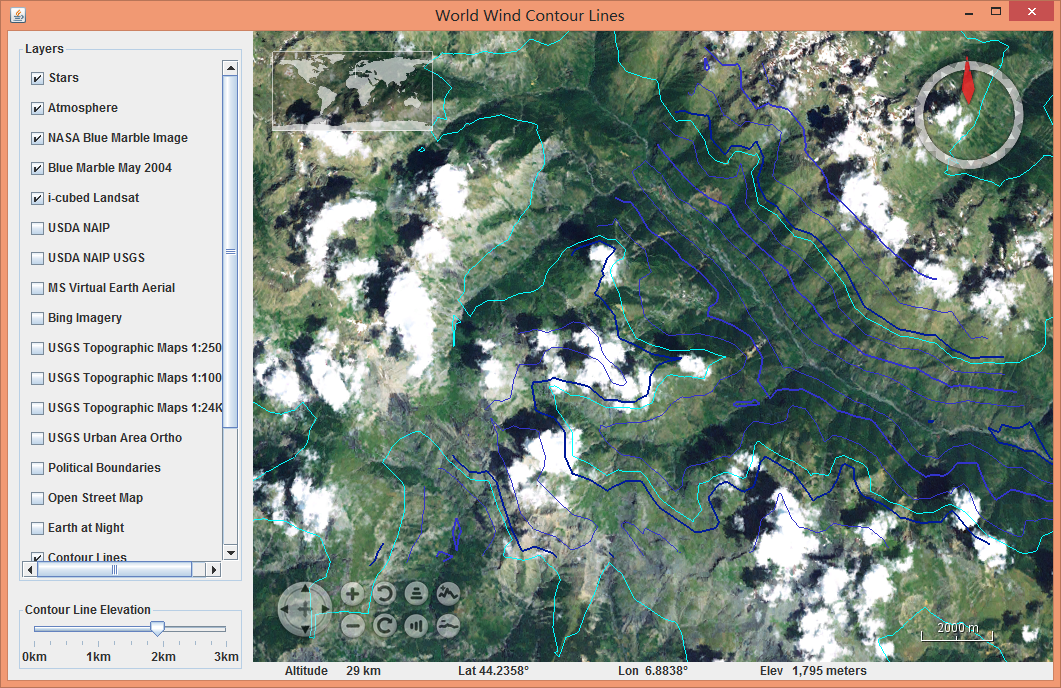 World Wind Contour Lines
Layers
Stars
Atmosphere
NASA Blue Marble Image
Blue Marble May 2004
i-cubed Landsat
USDA NAIP
USDA NAIP USGS
MS Virtual Earth Aerial
Bing Imagery
USGS Topographic Maps 1:250
USGS Topographic Maps 1:100
USGS Topographic Maps 1:24K
USGS Urban Area Ortho
Political Boundaries
Open Street Map
Earth at Night
Contour Lines
Contour Line Elevation
0km 1km 2km 3km
2000 m
Altitude 29 km Lat 44.2358° Lon 6.8838° Elev 1,795 meters